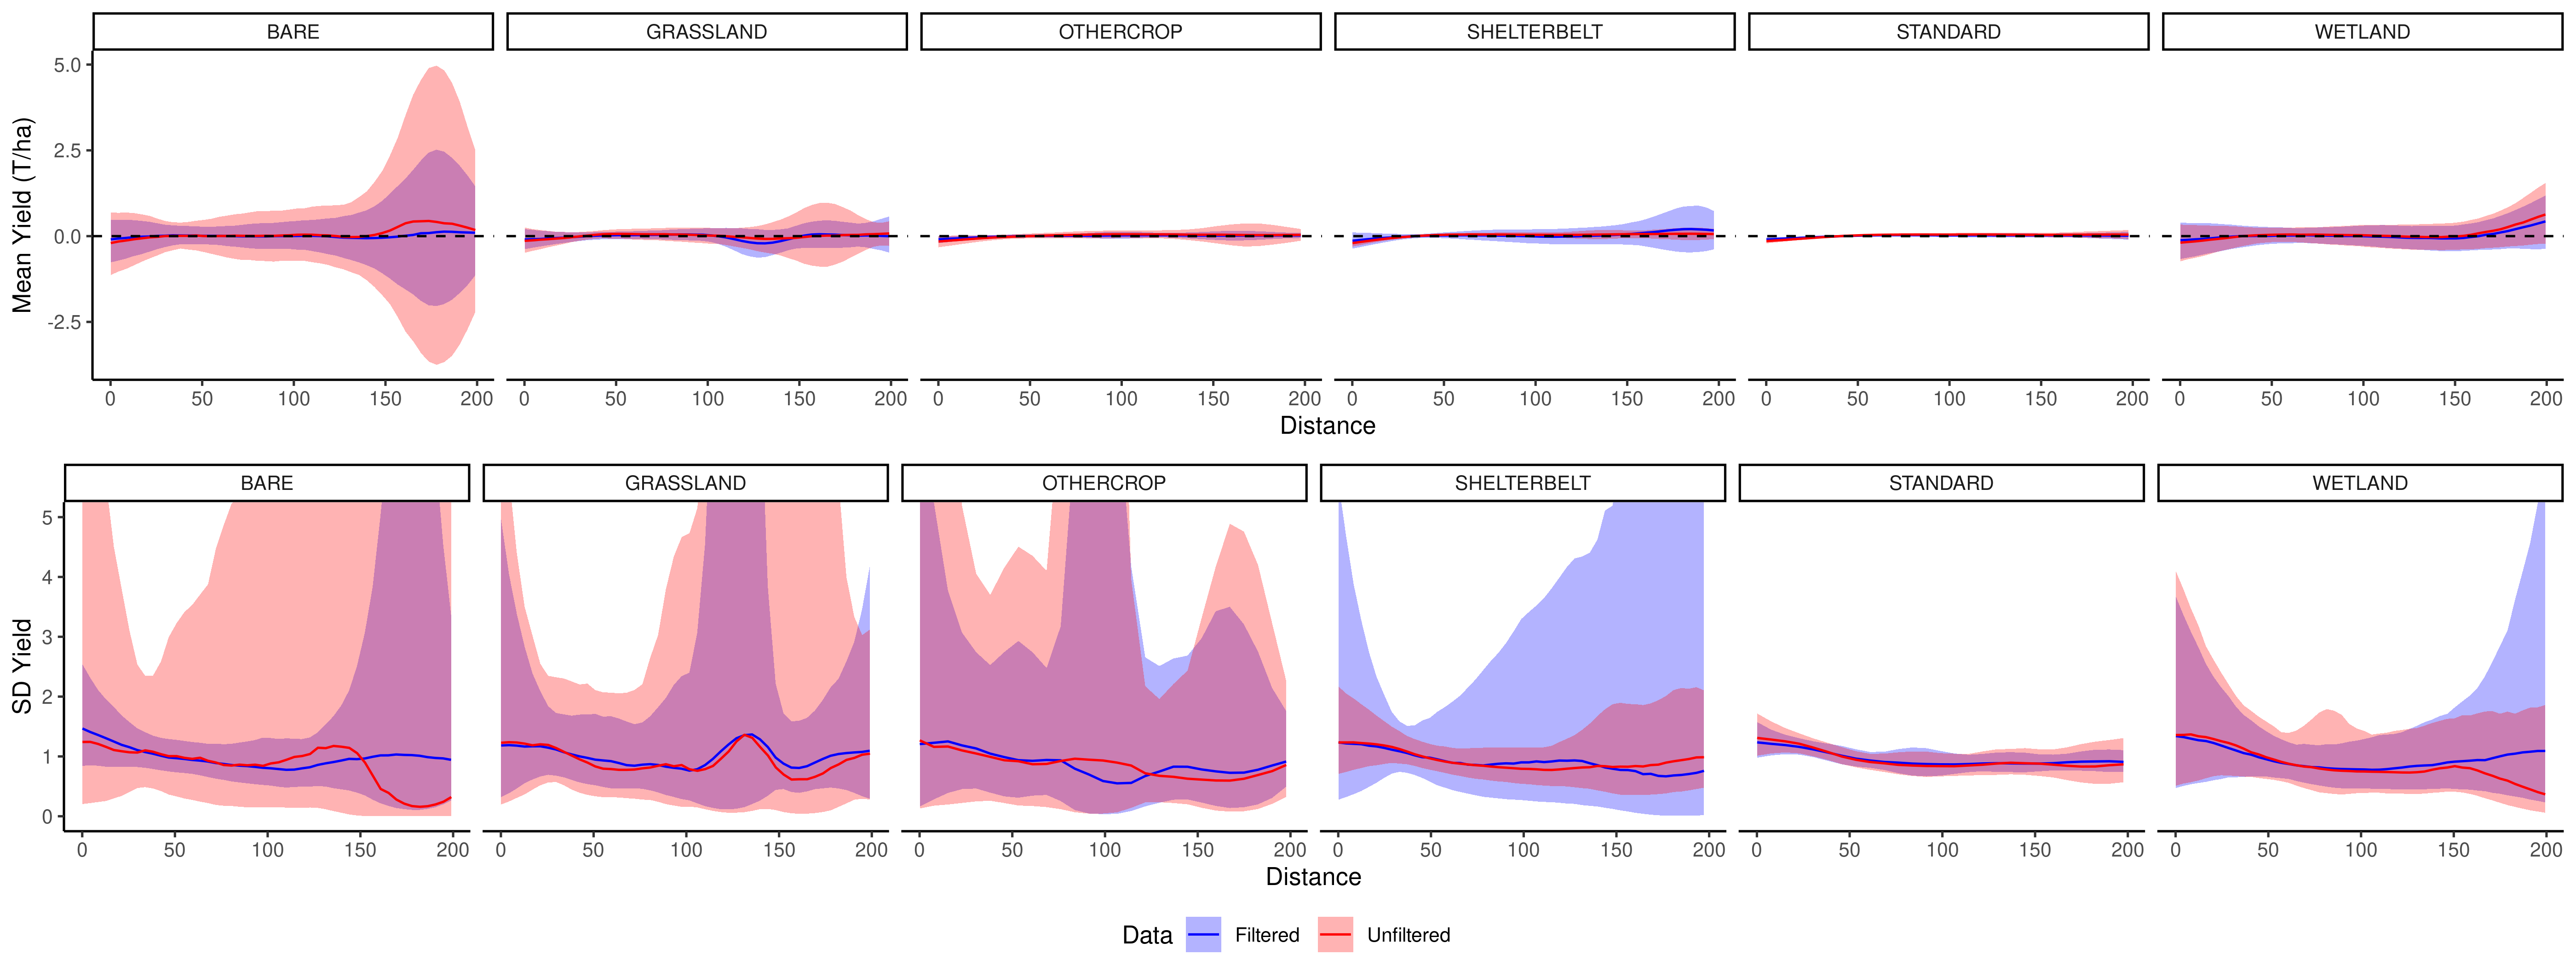 BARE GRASSLAND OTHERCROP SHELTERBELT STANDARD WETLAND
Mean Yield (T/ha)
5.0
2.5
0.0
-2.5
0 50 100 150 200 0 50 100 150 200 0 50 100 150 200 0 50 100 150 200 0 50 100 150 200 0 50 100 150 200
Distance
BARE GRASSLAND OTHERCROP SHELTERBELT STANDARD WETLAND
SD Yield
5
4
3
2
1
0
0 50 100 150 200 0 50 100 150 200 0 50 100 150 200 0 50 100 150 200 0 50 100 150 200 0 50 100 150 200
Distance
Data Filtered Unfiltered